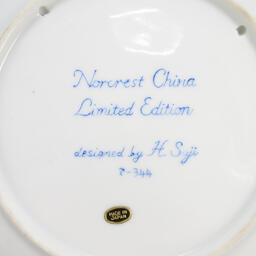 Norcrest China
Limited Edition
designed by H. Suji
P-344
MADE IN
JAPAN